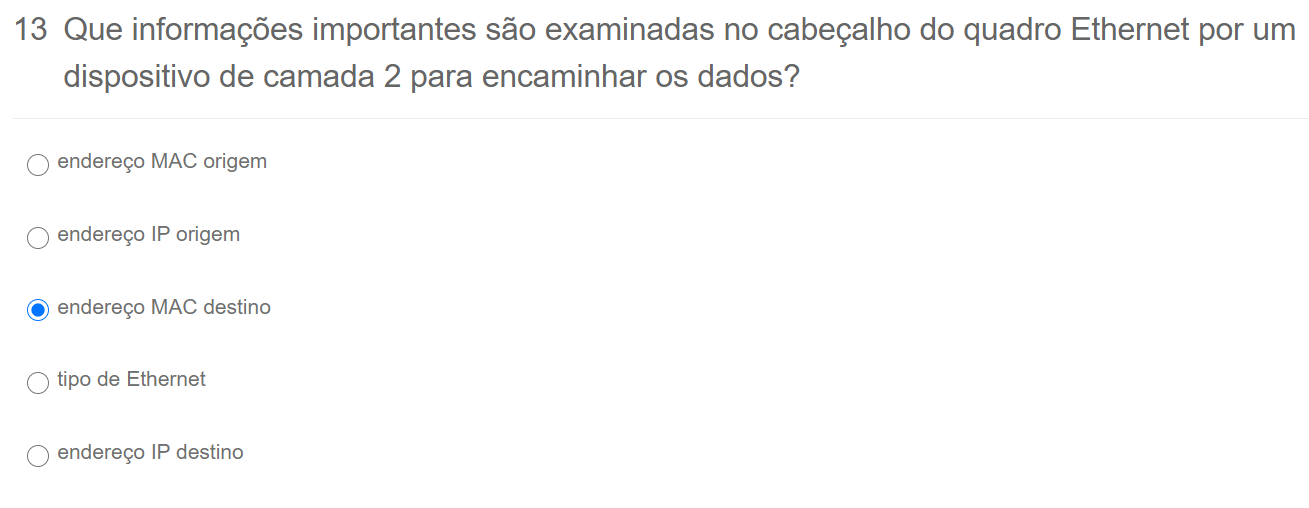 13 Que informações importantes são examinadas no cabeçalho do quadro Ethernet por um
dispositivo de camada 2 para encaminhar os dados?
endereço MAC origem
endereço IP origem
endereço MAC destino
tipo de Ethernet
endereço IP destino